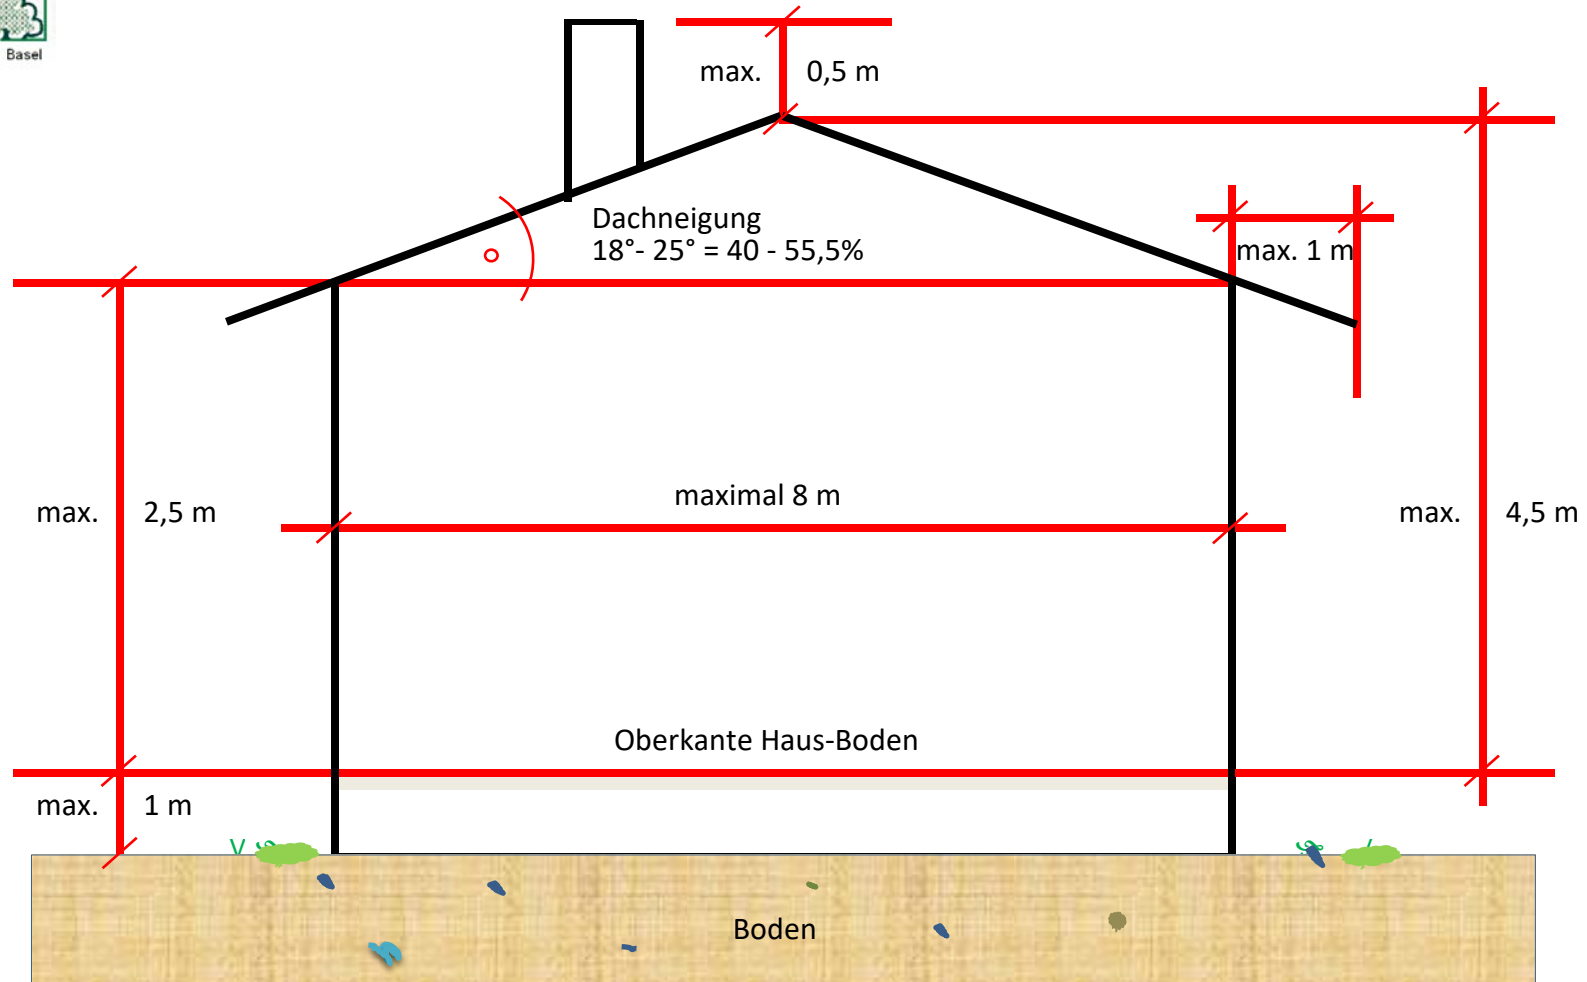 Basel
max. 0,5 m
Dachneigung
18°- 25° = 40 - 55,5%
max. 1 m
max. 2,5 m
maximal 8 m
max. 4,5 m
Oberkante Haus-Boden
max. 1 m
Boden